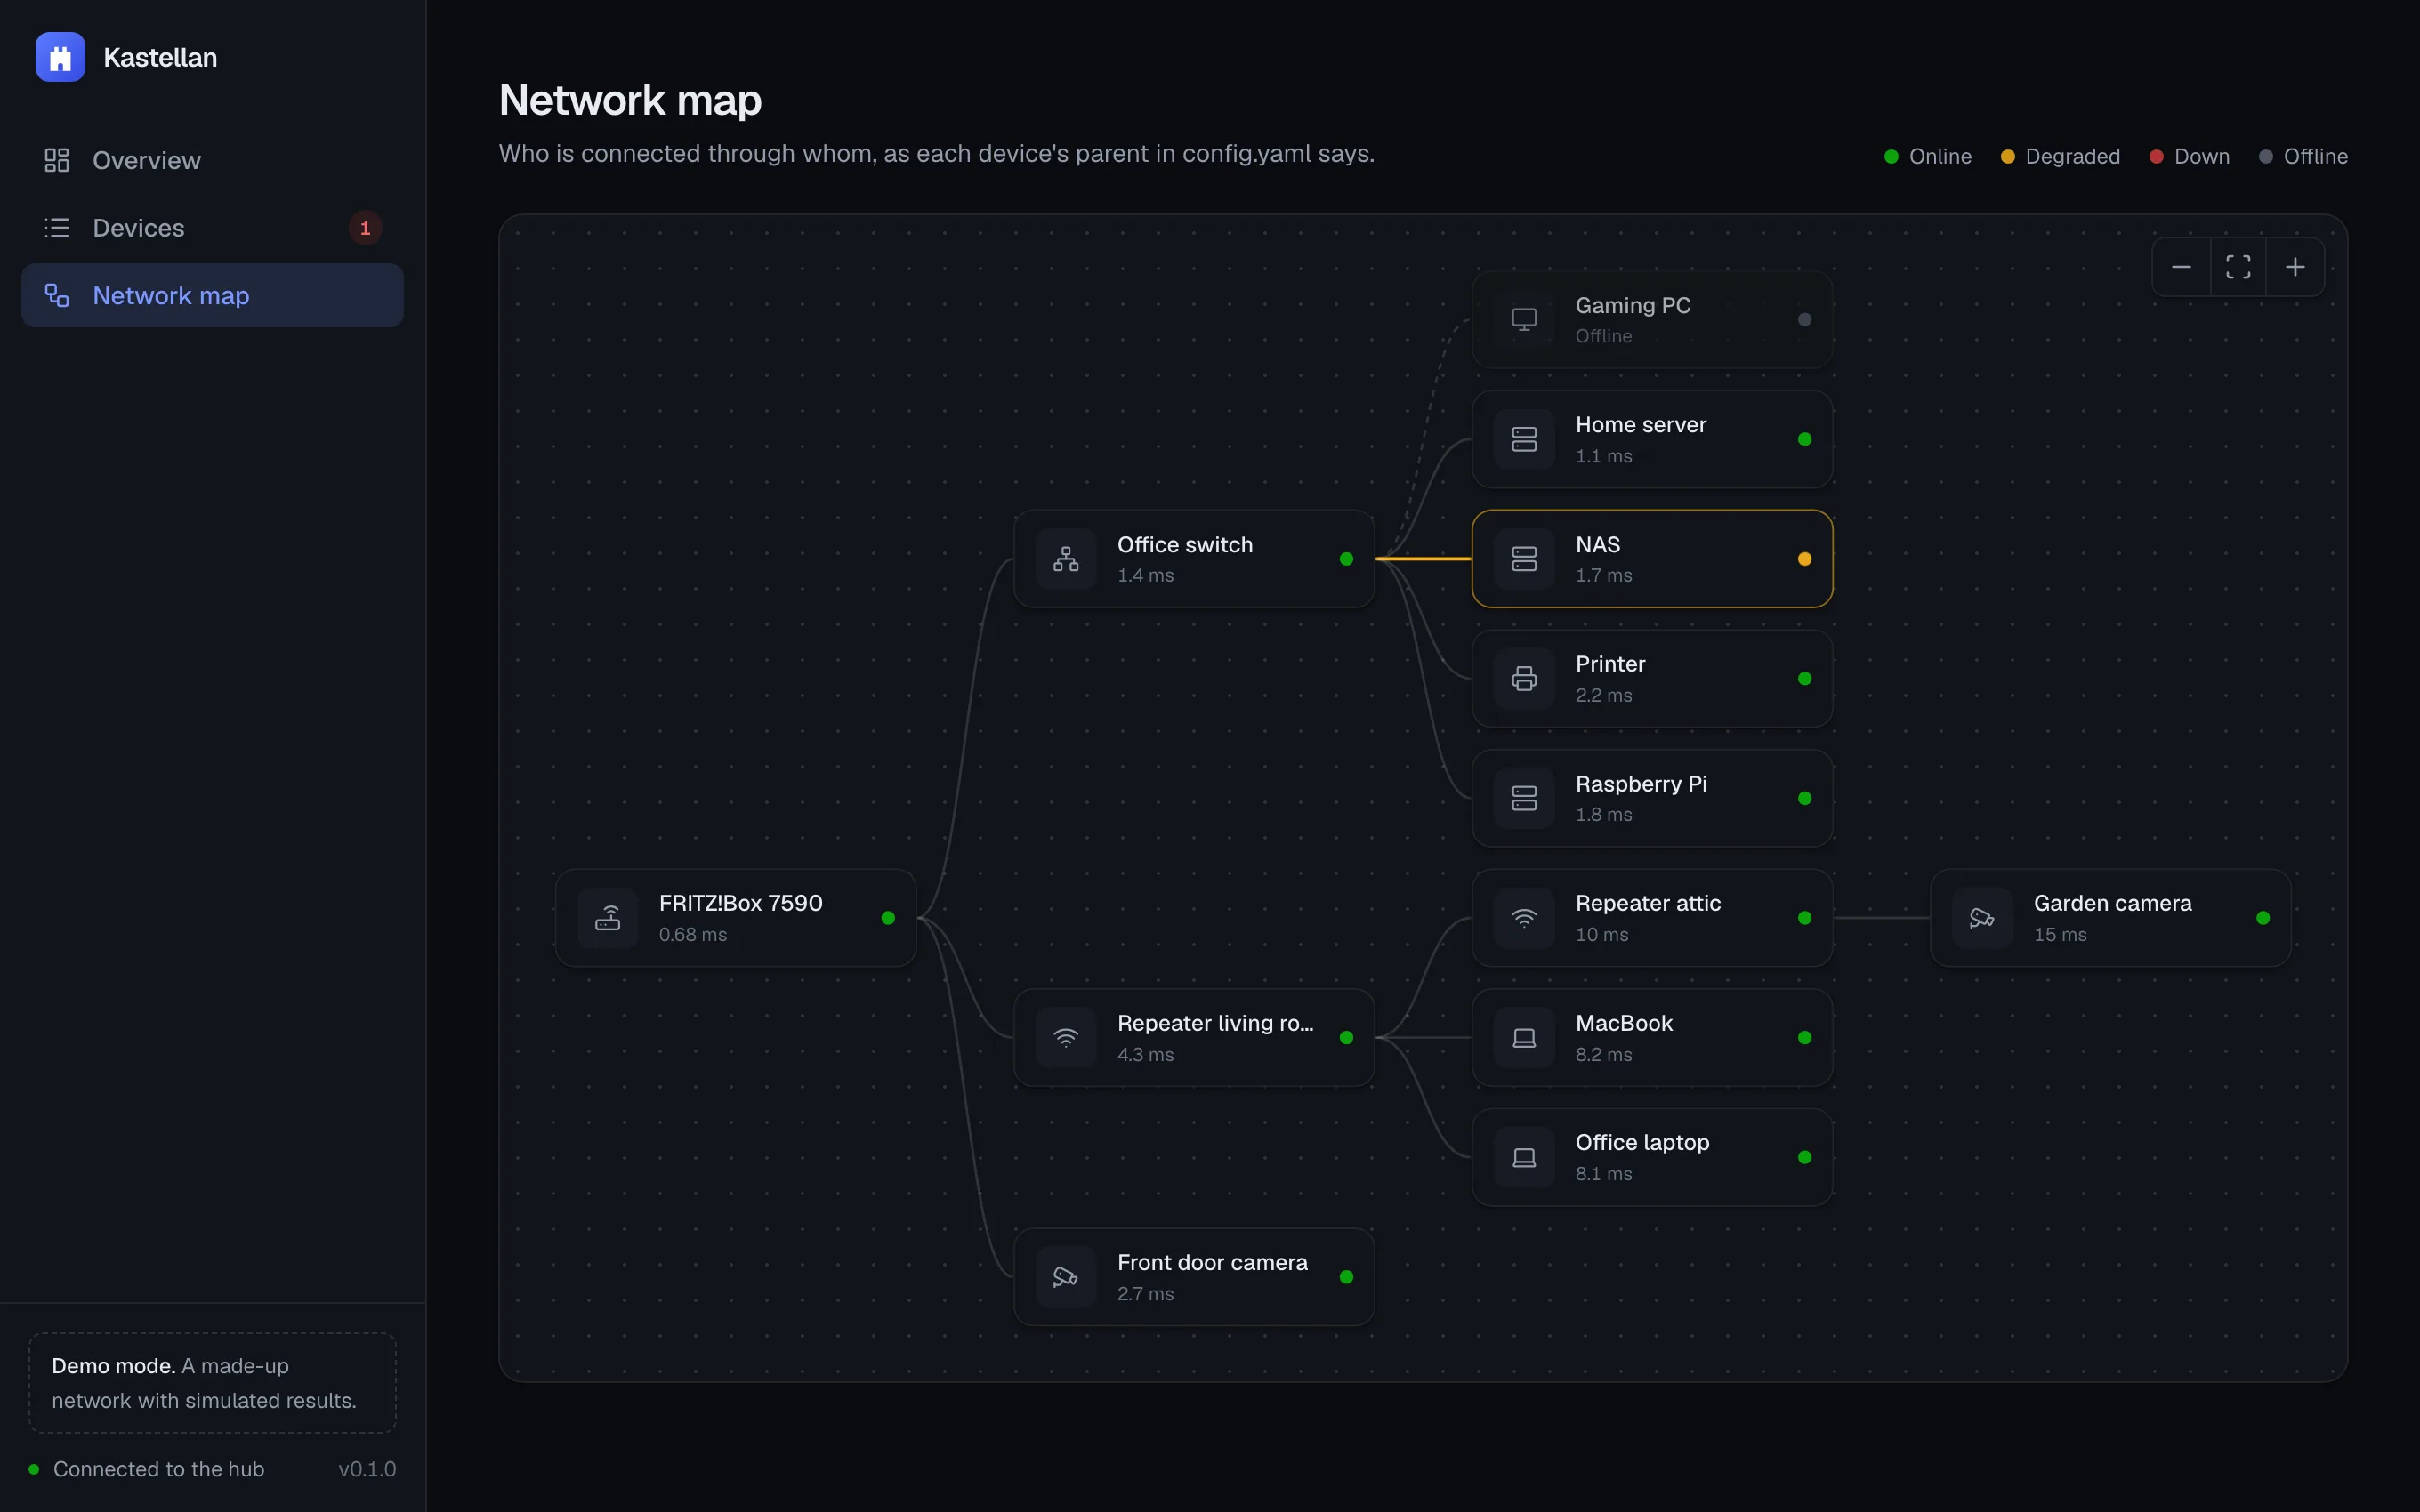 Kastellan
Overview
Devices
1
Network map
Demo mode. A made-up
network with simulated results.
Connected to the hub
v0.1.0
Network map
Who is connected through whom, as each device's parent in config.yaml says.
Online
Degraded
Down
Offline
Gaming PC
Offline
Home server
1.1 ms
Office switch
1.4 ms
NAS
1.7 ms
Printer
2.2 ms
Raspberry Pi
1.8 ms
FRITZ!Box 7590
0.68 ms
Repeater attic
10 ms
Garden camera
15 ms
Repeater living ro...
4.3 ms
MacBook
8.2 ms
Office laptop
8.1 ms
Front door camera
2.7 ms